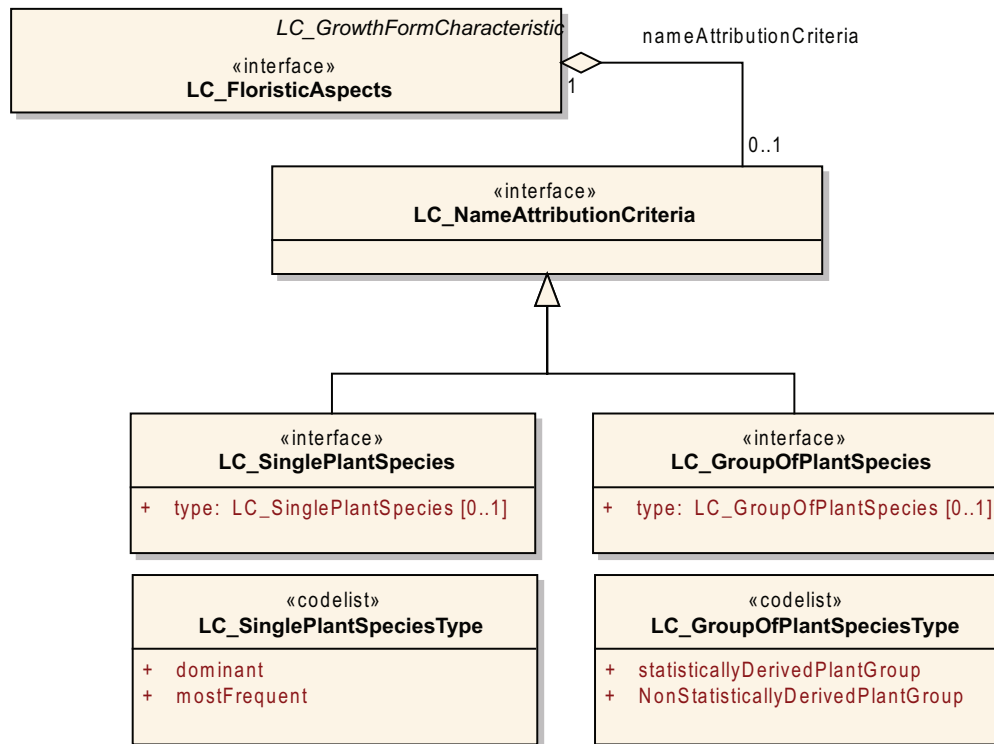 LC_GrowthFormCharacteristic
«interface»
LC_FloristicAspects
nameAttributionCriteria
1
0..1
«interface»
LC_NameAttributionCriteria
«interface»
LC_SinglePlantSpecies
+ type: LC_SinglePlantSpecies [0..1]
«interface»
LC_GroupOfPlantSpecies
+ type: LC_GroupOfPlantSpecies [0..1]
«codelist»
LC_SinglePlantSpeciesType
+ dominant
+ mostFrequent
«codelist»
LC_GroupOfPlantSpeciesType
+ statisticallyDerivedPlantGroup
+ NonStatisticallyDerivedPlantGroup